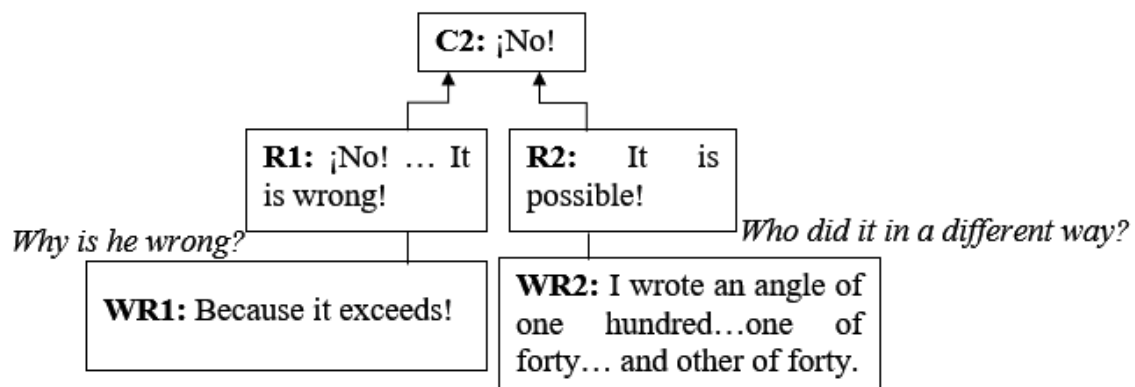 C2: ¡No!
R1: ¡No! … It
is wrong!
R2: It is
possible!
Why is he wrong?
Who did it in a different way?
WR1: Because it exceeds!
WR2: I wrote an angle of
one hundred…one of
forty… and other of forty.